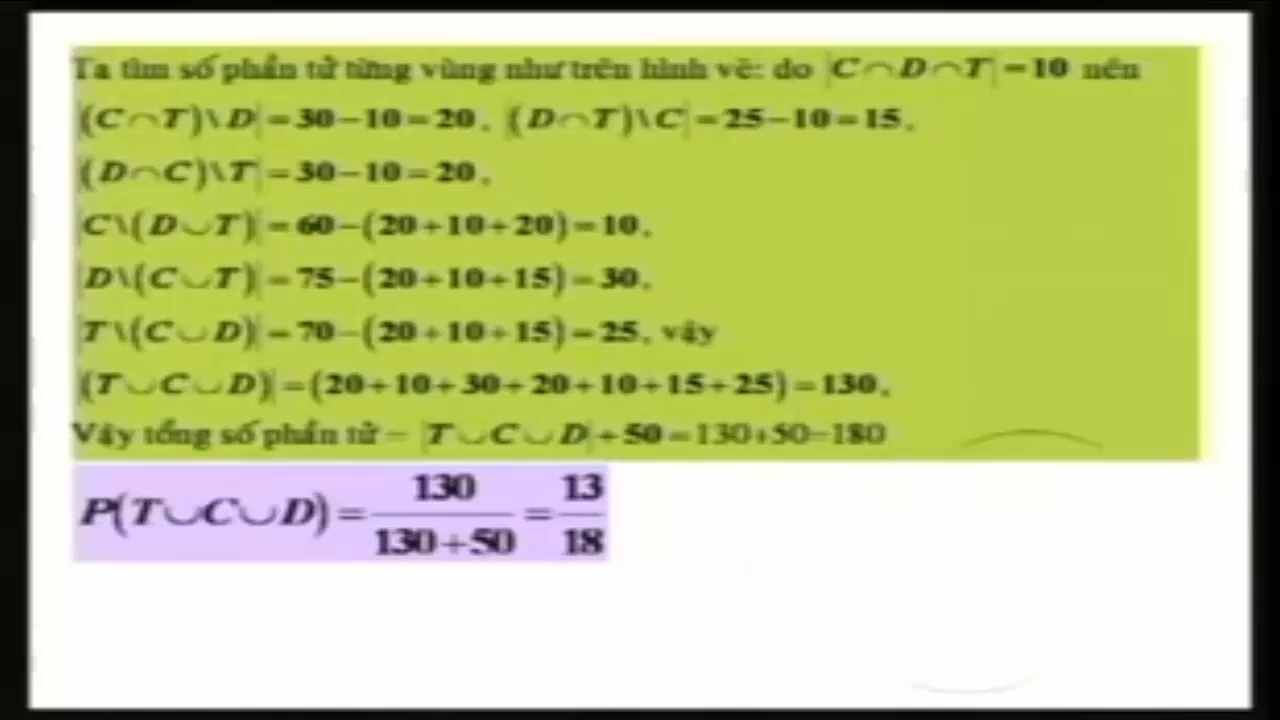 Ta tìm số phần tử từng vùng như trên hình vẽ: do |C∩D∩T| = 10 nên
|(C∩T)\D| = 30−10 = 20, |(D∩T)\C| = 25−10 = 15,
|(D∩C)\T| = 30−10 = 20,
|C\(D∪T)| = 60−(20+10+20) = 10,
|D\(C∪T)| = 75−(20+10+15) = 30,
|T\(C∪D)| = 70−(20+10+15) = 25, vậy
|(T∪C∪D)| = (20+10+30+20+10+15+25) = 130,
Vậy tổng số phần tử = |T∪C∪D| + 50 = 130+50=180
P(T∪C∪D) = 130/(130+50) = 13/18